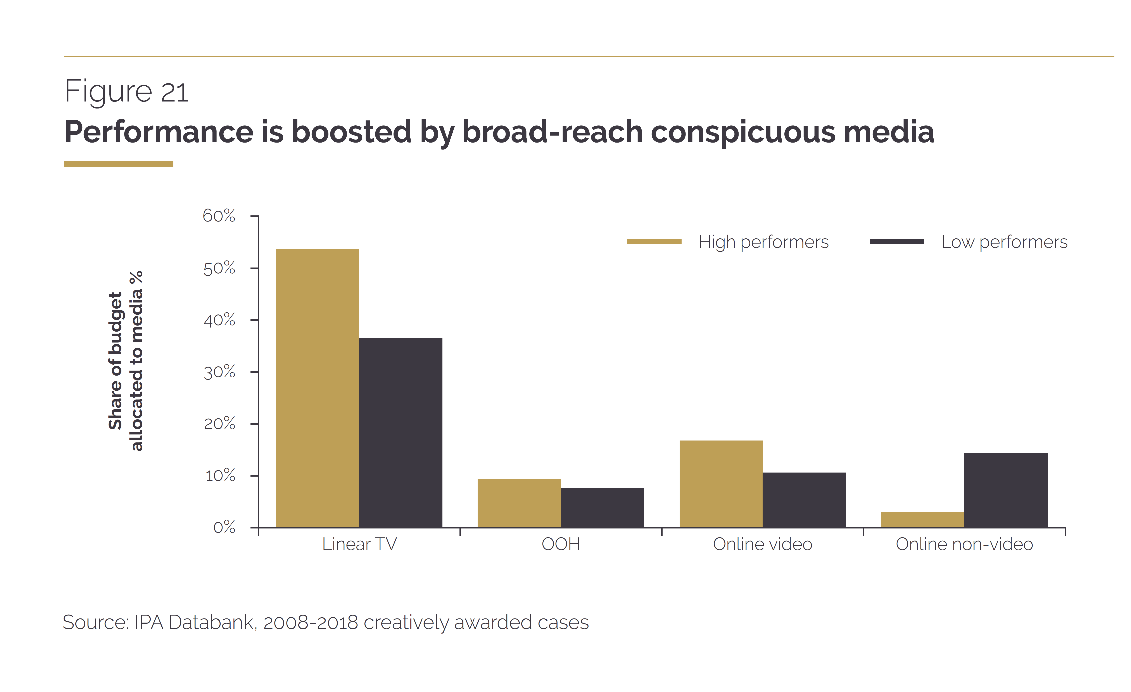 Figure 21
Performance is boosted by broad-reach conspicuous media
60%
50%
40%
30%
20%
10%
0%
Share of budget
allocated to media %
High performers
Low performers
Linear TV
OOH
Online video
Online non-video
Source: IPA Databank, 2008-2018 creatively awarded cases